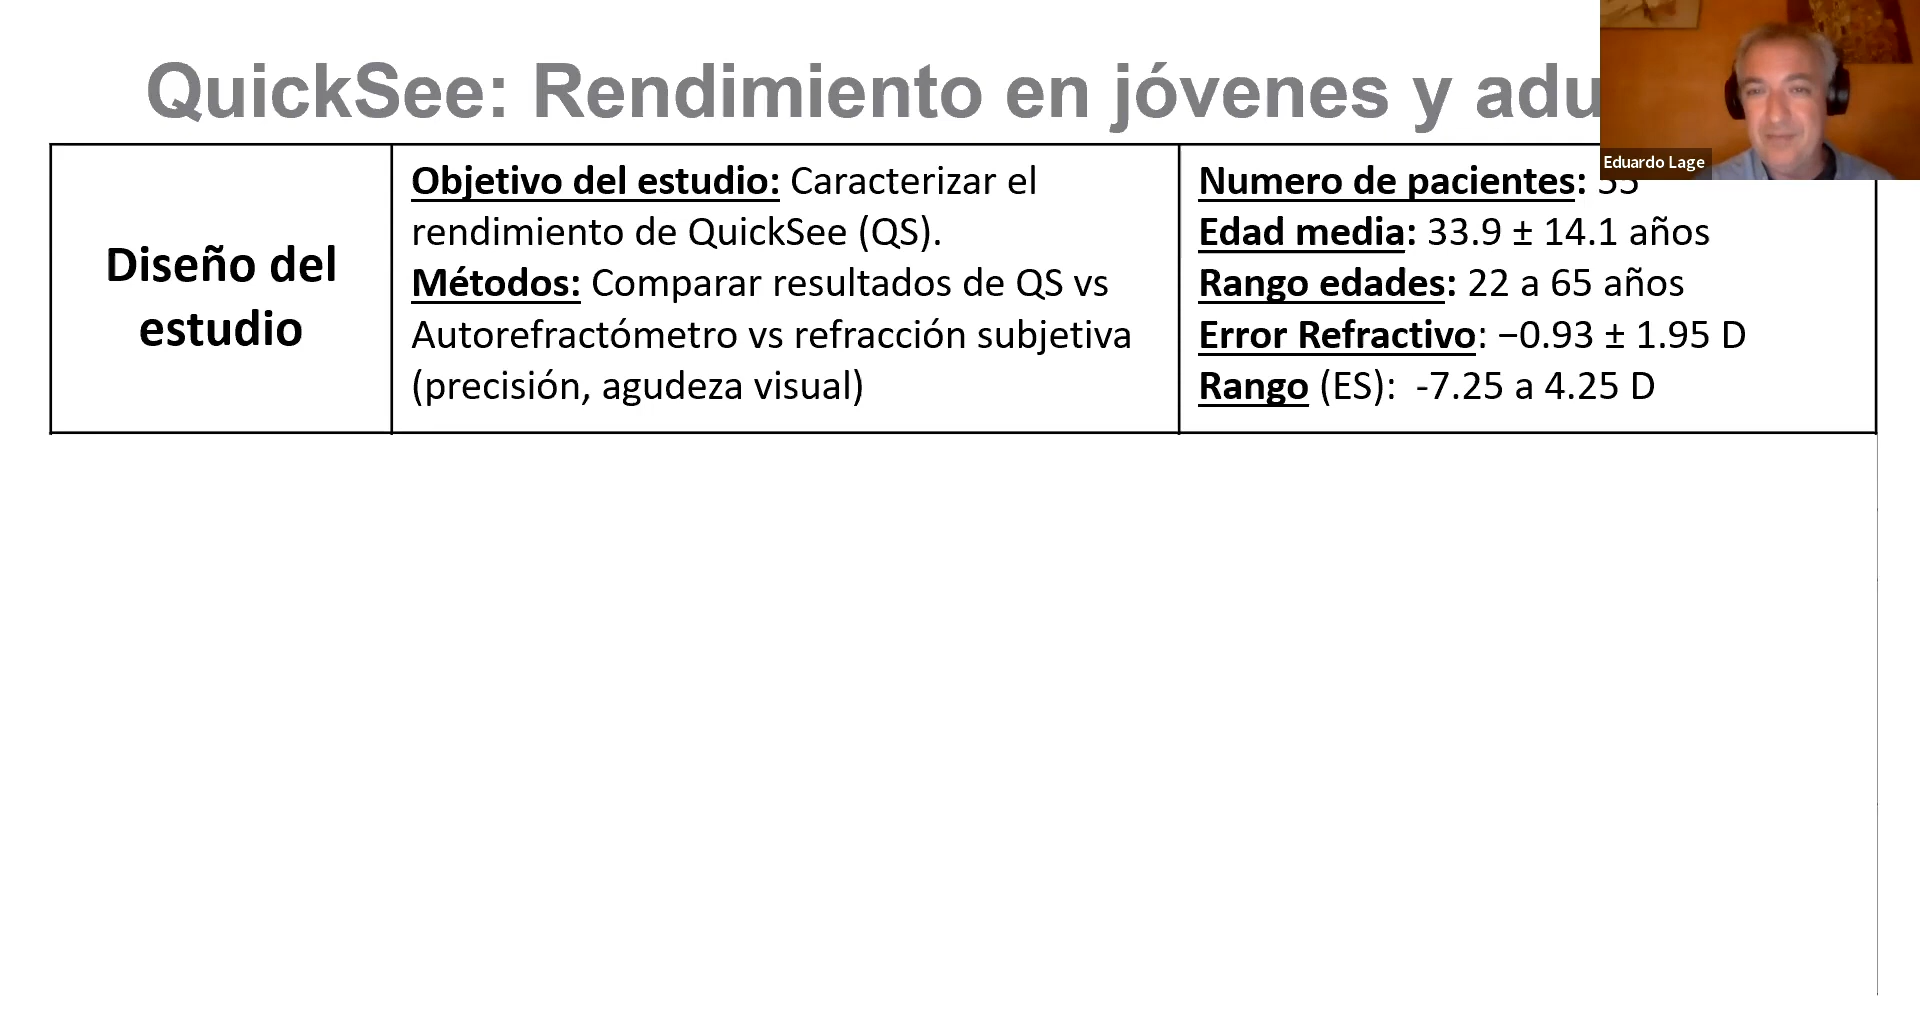 QuickSee: Rendimiento en jóvenes y
Eduardo Lage
Diseño del
estudio
Objetivo del estudio: Caracterizar el
rendimiento de QuickSee (QS).
Métodos: Comparar resultados de QS vs
Autorefractómetro vs refracción subjetiva
(precisión, agudeza visual)
Numero de pacientes:
Edad media: 33.9 ± 14.1 años
Rango edades: 22 a 65 años
Error Refractivo: −0.93 ± 1.95 D
Rango (ES):  -7.25 a 4.25 D